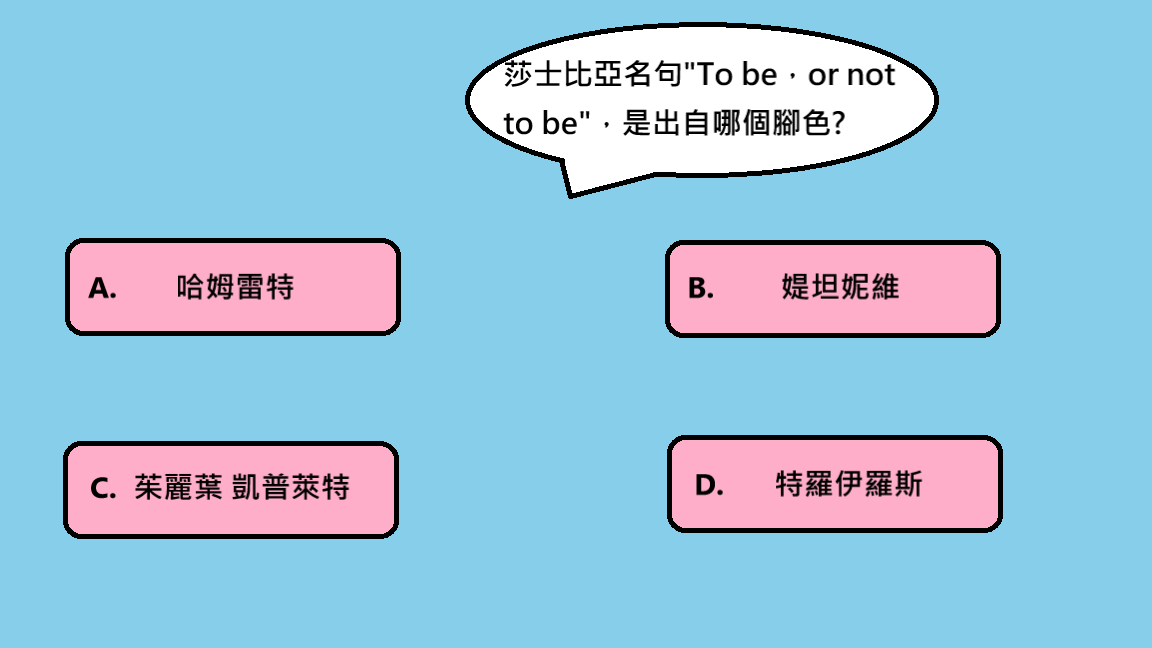 莎士比亞名句"To be，or not
to be"，是出自哪個腳色?
A. 哈姆雷特
B. 媞坦妮維
C. 茱麗葉 凱普萊特
D. 特羅伊羅斯